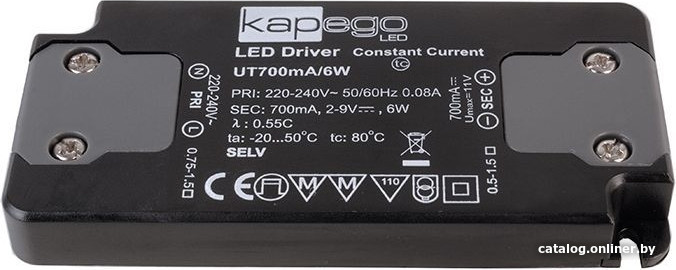 kapego
LED
LED Driver Constant Current
UT700mA/6W
tc
PRI: 220-240V~ 50/60Hz 0.08A
SEC: 700mA, 2-9V⎓, 6W
λ : 0.55C
ta: -20...50°C tc: 80°C
SELV
CE M M 110
N
PRI
L
220-240V~
0.75-1.5□
700mA⎓
Umax=11V
- SEC +
0.5-1.5□
catalog.onliner.by